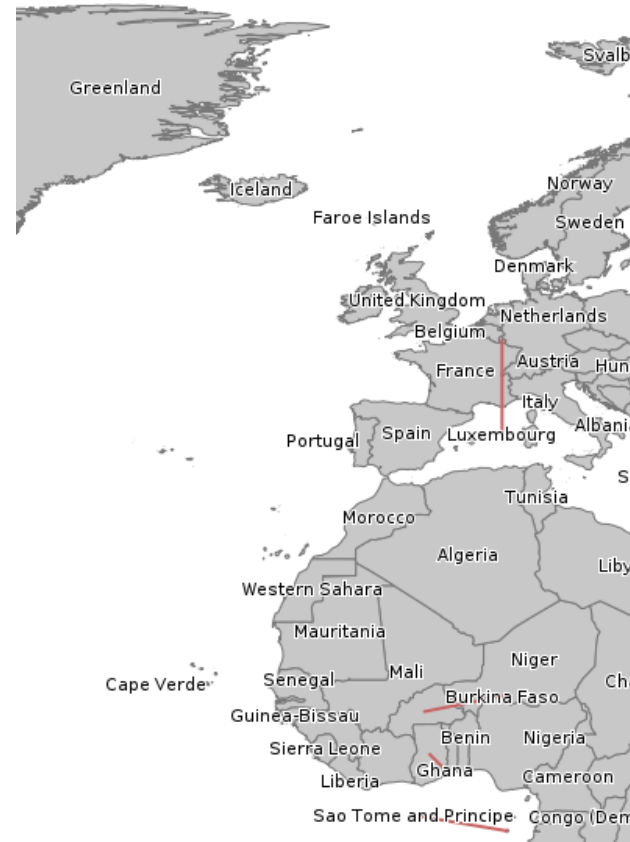 Svalb
Greenland
Norway
Iceland
Faroe Islands
Sweden
Denmark
United Kingdom
Netherlands
Belgium
Austria
Hun
France
Italy
Albani
Portugal
Spain
Luxembourg
S
Tunisia
Morocco
Algeria
Liby
Western Sahara
Mauritania
Niger
Mali
Senegal
Cape Verde
Ch
Burkina Faso
Guinea-Bissau
Benin
Nigeria
Sierra Leone
Ghana
Cameroon
Liberia
Sao Tome and Principe
Congo (Dem